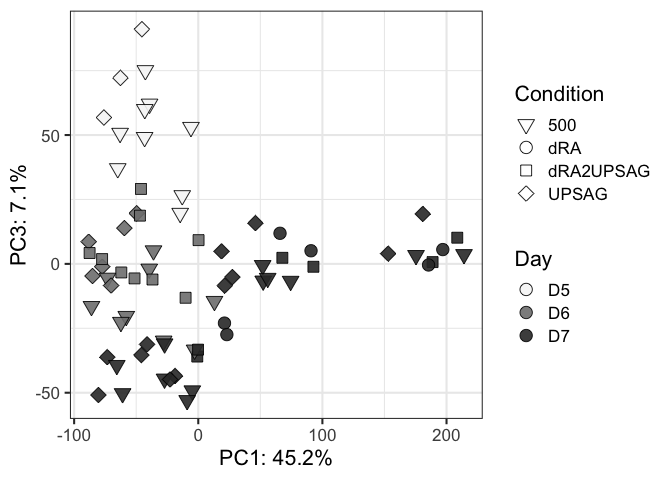 50
0
-50
-100
0
100
200
PC1: 45.2%
PC3: 7.1%
Condition
500
dRA
dRA2UPSAG
UPSAG
Day
D5
D6
D7